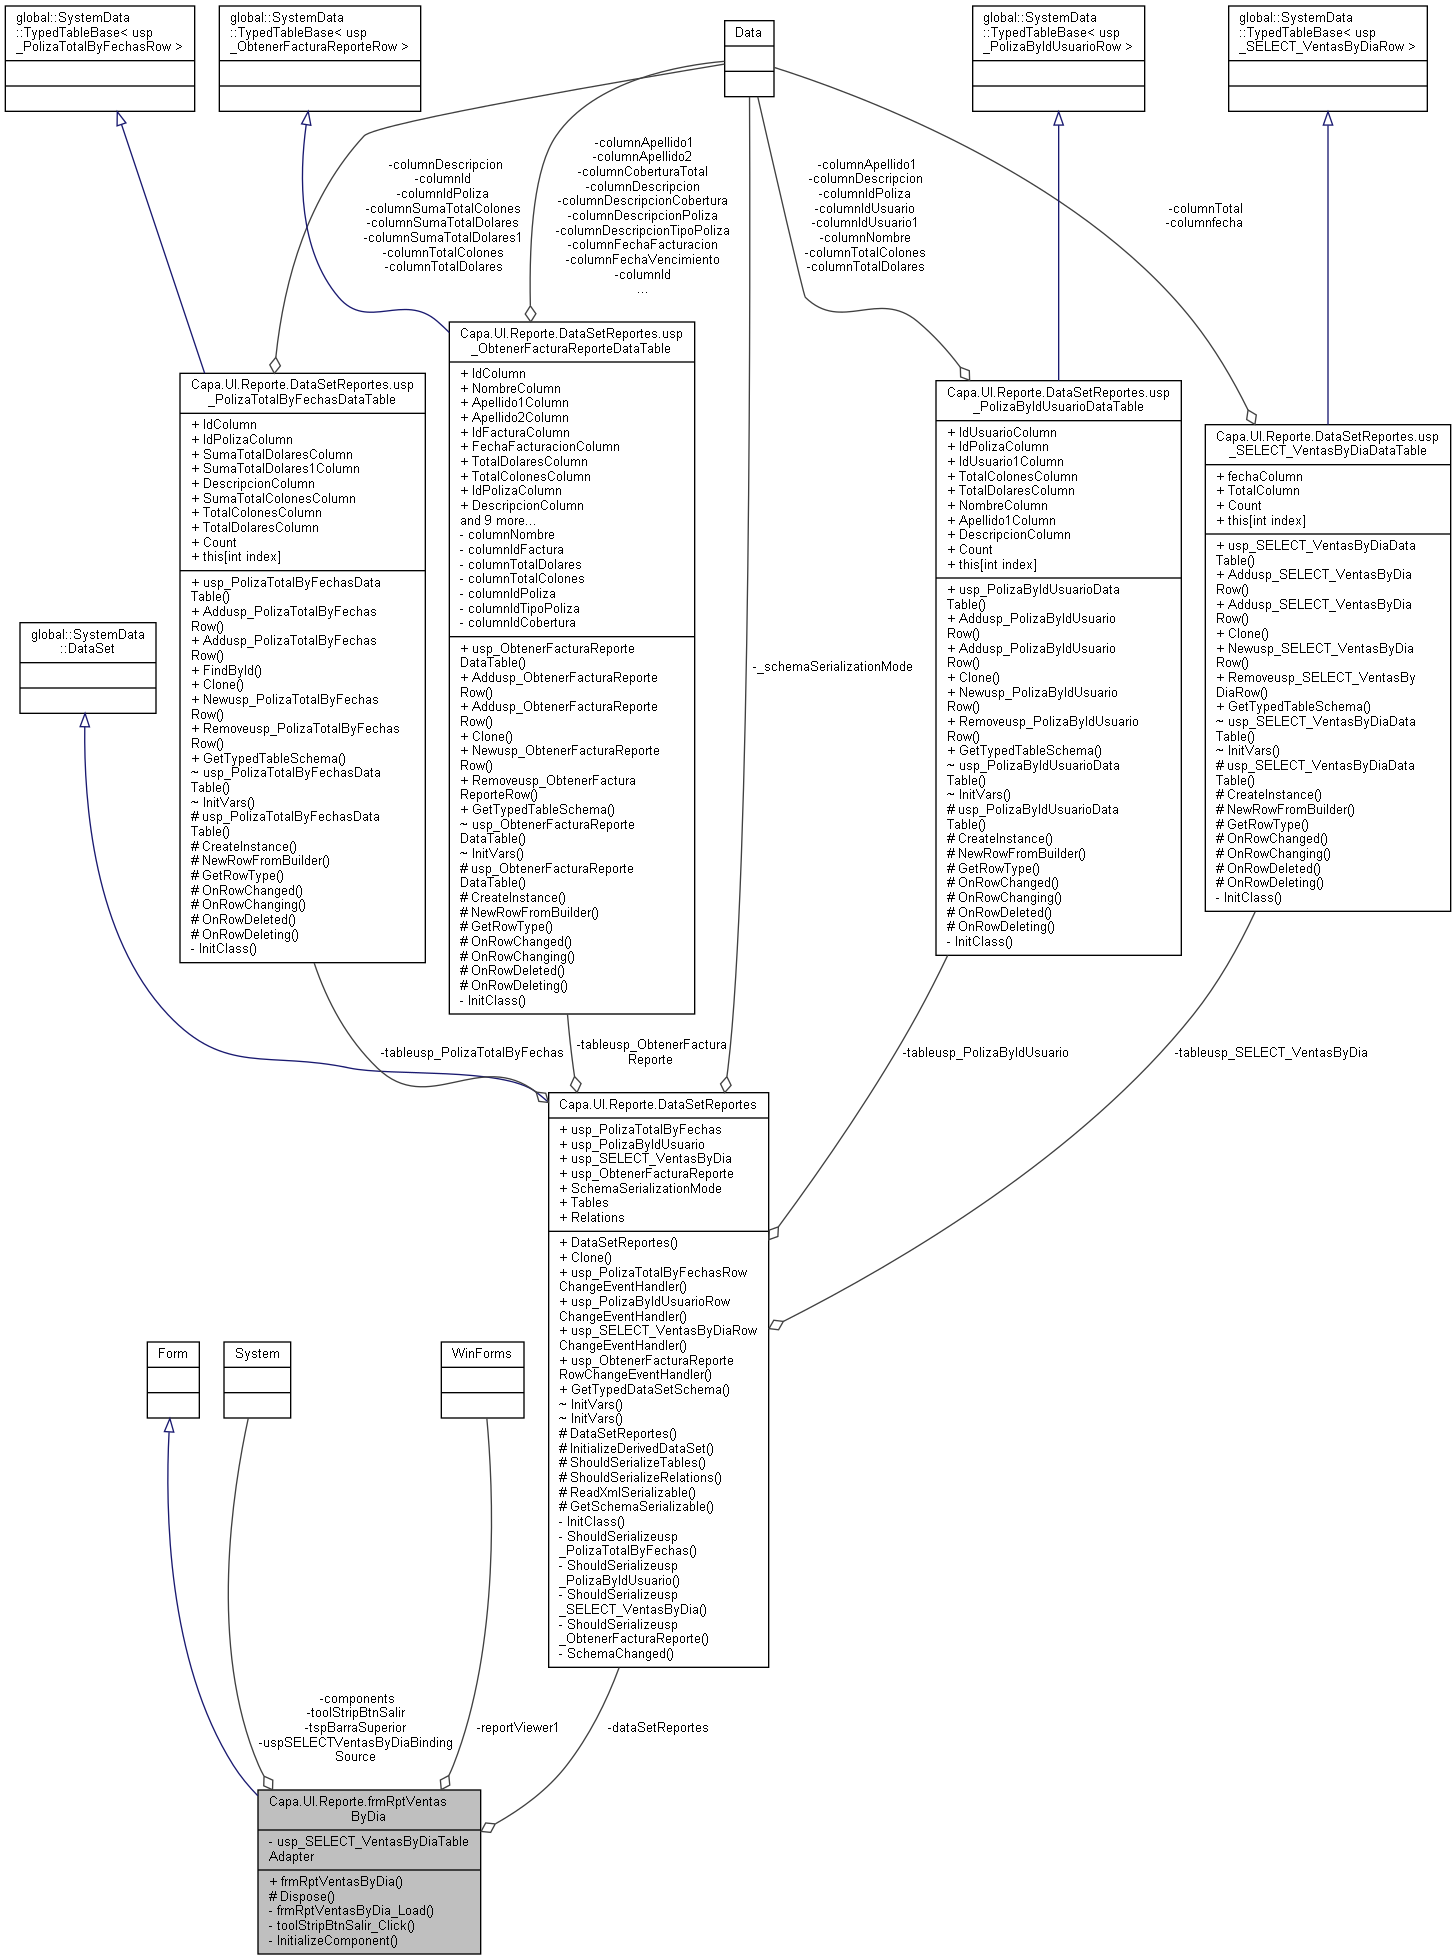 global::SystemData
::TypedTableBase< usp
_PolizaTotalByFechasRow >
global::SystemData
::TypedTableBase< usp
_ObtenerFacturaReporteRow >
Data
global::SystemData
::TypedTableBase< usp
_PolizaByIdUsuarioRow >
global::SystemData
::TypedTableBase< usp
_SELECT_VentasByDiaRow >
-columnDescripcion
-columnId
-columnIdPoliza
-columnSumaTotalColones
-columnSumaTotalDolares
-columnSumaTotalDolares1
-columnTotalColones
-columnTotalDolares
-columnApellido1
-columnApellido2
-columnCoberturaTotal
-columnDescripcion
-columnDescripcionCobertura
-columnDescripcionPoliza
-columnDescripcionTipoPoliza
-columnFechaFacturacion
-columnFechaVencimiento
-columnId
...
-columnApellido1
-columnDescripcion
-columnIdPoliza
-columnIdUsuario
-columnIdUsuario1
-columnNombre
-columnTotalColones
-columnTotalDolares
-columnTotal
-columnfecha
Capa.UI.Reporte.DataSetReportes.usp
_PolizaTotalByFechasDataTable
+ IdColumn
+ IdPolizaColumn
+ SumaTotalDolaresColumn
+ SumaTotalDolares1Column
+ DescripcionColumn
+ SumaTotalColonesColumn
+ TotalColonesColumn
+ TotalDolaresColumn
+ Count
+ this[int index]
+ usp_PolizaTotalByFechasData
Table()
+ Addusp_PolizaTotalByFechas
Row()
+ Addusp_PolizaTotalByFechas
Row()
+ FindById()
+ Clone()
+ Newusp_PolizaTotalByFechas
Row()
+ Removeusp_PolizaTotalByFechas
Row()
+ GetTypedTableSchema()
~ usp_PolizaTotalByFechasData
Table()
~ InitVars()
# usp_PolizaTotalByFechasData
Table()
# CreateInstance()
# NewRowFromBuilder()
# GetRowType()
# OnRowChanged()
# OnRowChanging()
# OnRowDeleted()
# OnRowDeleting()
- InitClass()
Capa.UI.Reporte.DataSetReportes.usp
_ObtenerFacturaReporteDataTable
+ IdColumn
+ NombreColumn
+ Apellido1Column
+ Apellido2Column
+ IdFacturaColumn
+ FechaFacturacionColumn
+ TotalDolaresColumn
+ TotalColonesColumn
+ IdPolizaColumn
+ DescripcionColumn
and 9 more...
- columnNombre
- columnIdFactura
- columnTotalDolares
- columnTotalColones
- columnIdPoliza
- columnIdTipoPoliza
- columnIdCobertura
+ usp_ObtenerFacturaReporte
DataTable()
+ Addusp_ObtenerFacturaReporte
Row()
+ Addusp_ObtenerFacturaReporte
Row()
+ Clone()
+ Newusp_ObtenerFacturaReporte
Row()
+ Removeusp_ObtenerFactura
ReporteRow()
+ GetTypedTableSchema()
~ usp_ObtenerFacturaReporte
DataTable()
~ InitVars()
# usp_ObtenerFacturaReporte
DataTable()
# CreateInstance()
# NewRowFromBuilder()
# GetRowType()
# OnRowChanged()
# OnRowChanging()
# OnRowDeleted()
# OnRowDeleting()
- InitClass()
-_schemaSerializationMode
Capa.UI.Reporte.DataSetReportes.usp
_PolizaByIdUsuarioDataTable
+ IdUsuarioColumn
+ IdPolizaColumn
+ IdUsuario1Column
+ TotalColonesColumn
+ TotalDolaresColumn
+ NombreColumn
+ Apellido1Column
+ DescripcionColumn
+ Count
+ this[int index]
+ usp_PolizaByIdUsuarioData
Table()
+ Addusp_PolizaByIdUsuario
Row()
+ Addusp_PolizaByIdUsuario
Row()
+ Clone()
+ Newusp_PolizaByIdUsuario
Row()
+ Removeusp_PolizaByIdUsuario
Row()
+ GetTypedTableSchema()
~ usp_PolizaByIdUsuarioData
Table()
~ InitVars()
# usp_PolizaByIdUsuarioData
Table()
# CreateInstance()
# NewRowFromBuilder()
# GetRowType()
# OnRowChanged()
# OnRowChanging()
# OnRowDeleted()
# OnRowDeleting()
- InitClass()
Capa.UI.Reporte.DataSetReportes.usp
_SELECT_VentasByDiaDataTable
+ fechaColumn
+ TotalColumn
+ Count
+ this[int index]
+ usp_SELECT_VentasByDiaData
Table()
+ Addusp_SELECT_VentasByDia
Row()
+ Addusp_SELECT_VentasByDia
Row()
+ Clone()
+ Newusp_SELECT_VentasByDia
Row()
+ Removeusp_SELECT_VentasBy
DiaRow()
+ GetTypedTableSchema()
~ usp_SELECT_VentasByDiaData
Table()
~ InitVars()
# usp_SELECT_VentasByDiaData
Table()
# CreateInstance()
# NewRowFromBuilder()
# GetRowType()
# OnRowChanged()
# OnRowChanging()
# OnRowDeleted()
# OnRowDeleting()
- InitClass()
global::SystemData
::DataSet
-tableusp_PolizaTotalByFechas
-tableusp_ObtenerFactura
Reporte
-tableusp_PolizaByIdUsuario
-tableusp_SELECT_VentasByDia
Capa.UI.Reporte.DataSetReportes
+ usp_PolizaTotalByFechas
+ usp_PolizaByIdUsuario
+ usp_SELECT_VentasByDia
+ usp_ObtenerFacturaReporte
+ SchemaSerializationMode
+ Tables
+ Relations
+ DataSetReportes()
+ Clone()
+ usp_PolizaTotalByFechasRow
ChangeEventHandler()
+ usp_PolizaByIdUsuarioRow
ChangeEventHandler()
+ usp_SELECT_VentasByDiaRow
ChangeEventHandler()
+ usp_ObtenerFacturaReporte
RowChangeEventHandler()
+ GetTypedDataSetSchema()
~ InitVars()
~ InitVars()
# DataSetReportes()
# InitializeDerivedDataSet()
# ShouldSerializeTables()
# ShouldSerializeRelations()
# ReadXmlSerializable()
# GetSchemaSerializable()
- InitClass()
- ShouldSerializeusp
_PolizaTotalByFechas()
- ShouldSerializeusp
_PolizaByIdUsuario()
- ShouldSerializeusp
_SELECT_VentasByDia()
- ShouldSerializeusp
_ObtenerFacturaReporte()
- SchemaChanged()
Form
System
WinForms
-components
-toolStripBtnSalir
-tspBarraSuperior
-uspSELECTVentasByDiaBinding
Source
-reportViewer1
-dataSetReportes
Capa.UI.Reporte.frmRptVentas
ByDia
- usp_SELECT_VentasByDiaTable
Adapter
+ frmRptVentasByDia()
# Dispose()
- frmRptVentasByDia_Load()
- toolStripBtnSalir_Click()
- InitializeComponent()